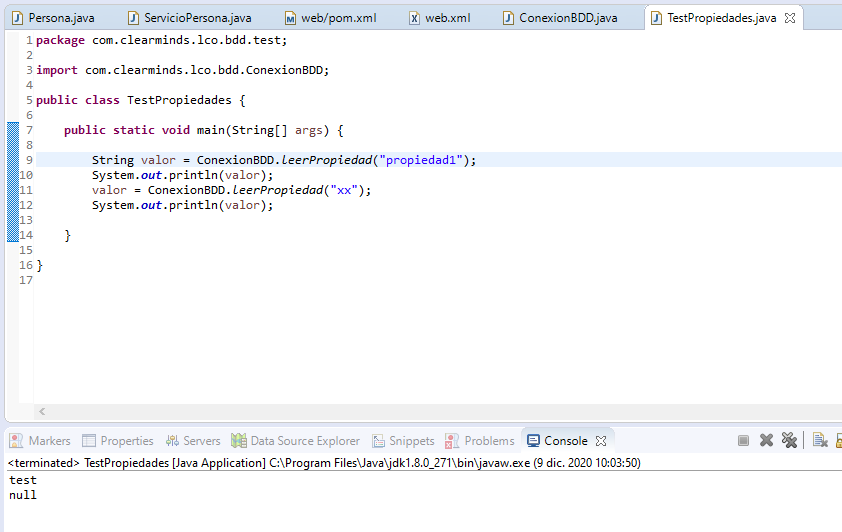 Persona.java ServicioPersona.java web/pom.xml web.xml ConexionBDD.java TestPropiedades.java
1 package com.clearminds.lco.bdd.test;
2
3 import com.clearminds.lco.bdd.ConexionBDD;
4
5 public class TestPropiedades {
6
7 public static void main(String[] args) {
8
9 String valor = ConexionBDD.leerPropiedad("propiedad1");
10 System.out.println(valor);
11 valor = ConexionBDD.leerPropiedad("xx");
12 System.out.println(valor);
13
14 }
15
16 }
17
Markers Properties Servers Data Source Explorer Snippets Problems Console
<terminated> TestPropiedades [Java Application] C:\Program Files\Java\jdk1.8.0_271\bin\javaw.exe (9 dic. 2020 10:03:50)
test
null